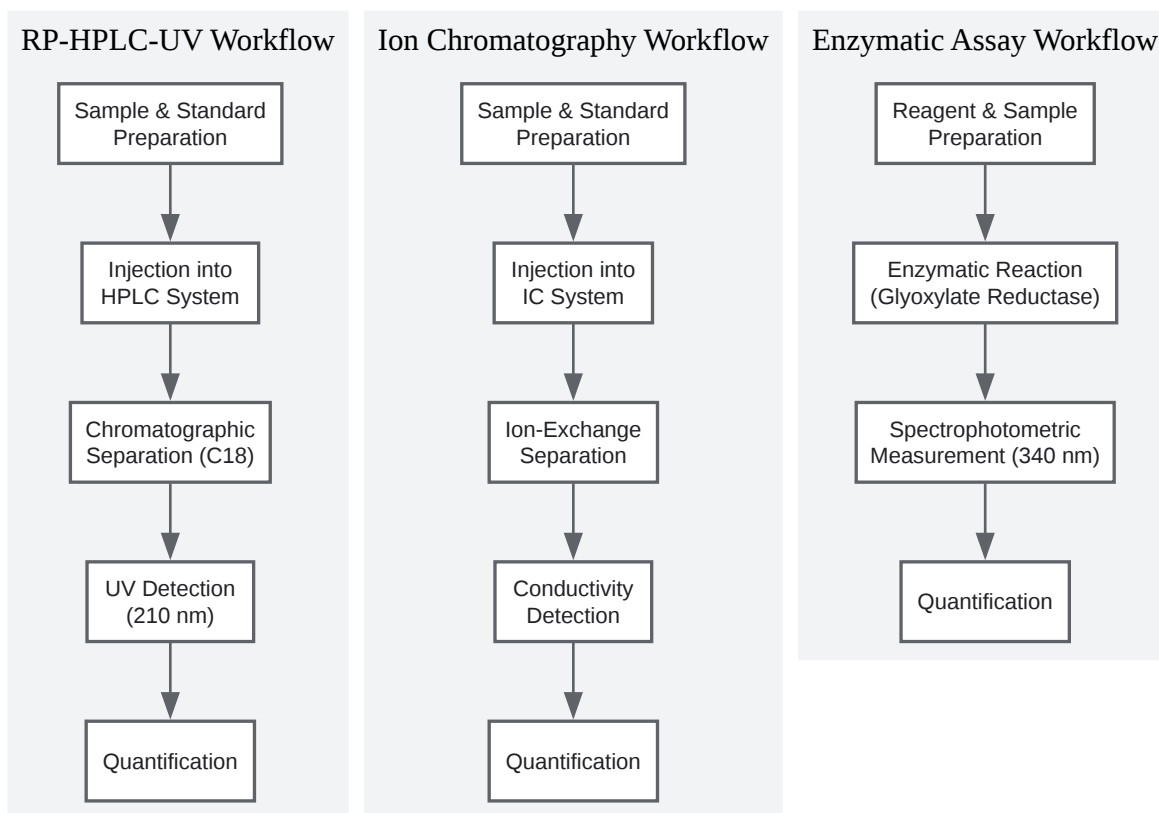 RP-HPLC-UV Workflow
Sample & Standard
Preparation
Injection into
HPLC System
Chromatographic
Separation (C18)
UV Detection
(210 nm)
Quantification
Ion Chromatography Workflow
Sample & Standard
Preparation
Injection into
IC System
Ion-Exchange
Separation
Conductivity
Detection
Quantification
Enzymatic Assay Workflow
Reagent & Sample
Preparation
Enzymatic Reaction
(Glyoxylate Reductase)
Spectrophotometric
Measurement (340 nm)
Quantification